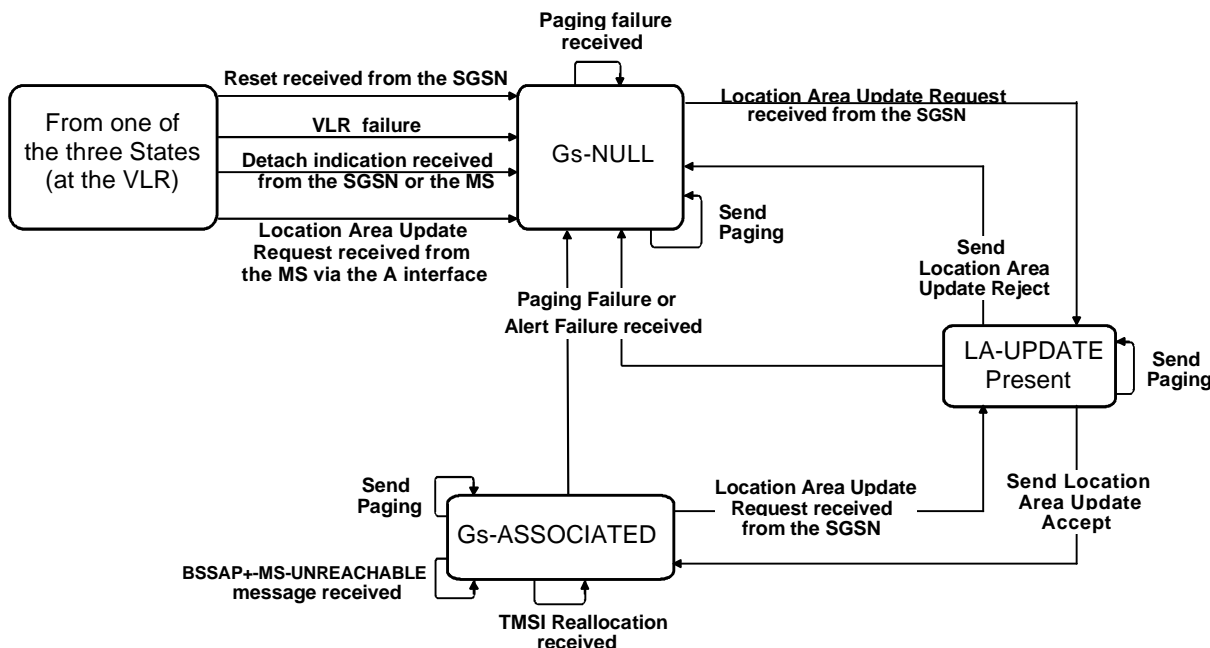 Paging failure
received
Reset received from the SGSN
VLR failure
Detach indication received
from the SGSN or the MS
Location Area Update
Request received from
the MS via the A interface
From one of
the three States
(at the VLR)
Gs-NULL
Location Area Update Request
received from the SGSN
Send
Paging
Send
Location Area
Update Reject
Paging Failure or
Alert Failure received
LA-UPDATE
Present
Send
Paging
Send
Paging
Gs-ASSOCIATED
Location Area Update
Request received
from the SGSN
Send Location
Area Update
Accept
BSSAP+-MS-UNREACHABLE
message received
TMSI Reallocation
received